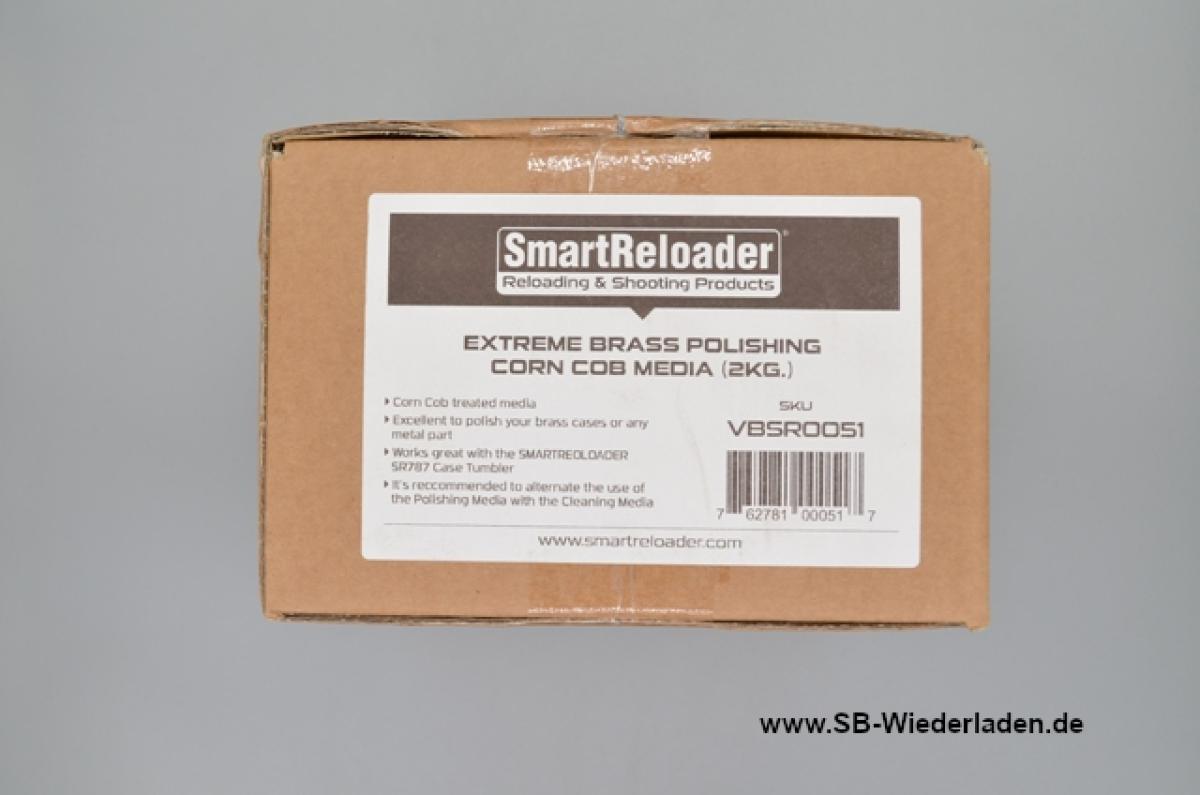 SmartReloader®
Reloading & Shooting Products
EXTREME BRASS POLISHING
CORN COB MEDIA (2KG.)
Corn Cob treated media
Excellent to polish your brass cases or any
metal part
Works great with the SMARTREOLOADER
SR787 Case Tumbler
It's reccommended to alternate the use of
the Polishing Media with the Cleaning Media
SKU
VBSR0051
7 62781 00051 7
www.smartreloader.com
www.SB-Wiederladen.de